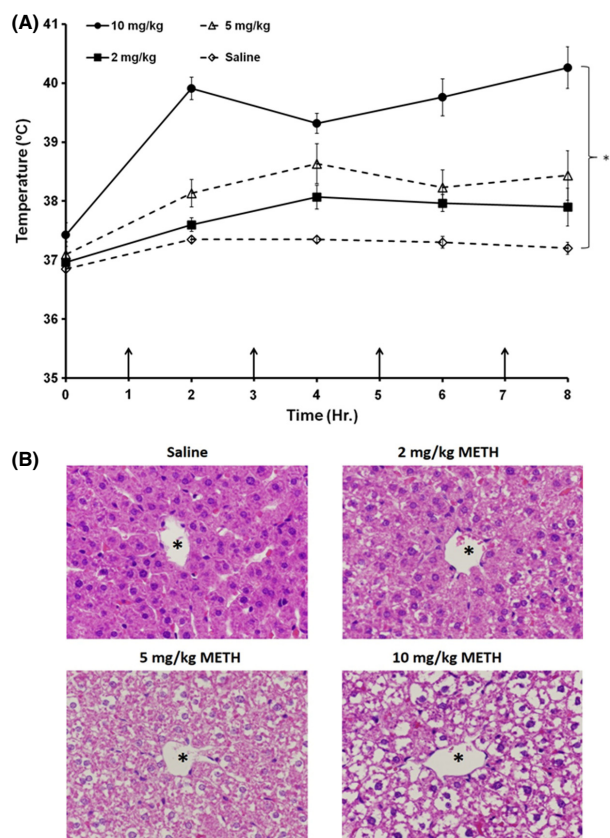 (A)
10 mg/kg 5 mg/kg
2 mg/kg Saline
41
40
39
38
37
36
35
Temperature (ºC)
*
0 1 2 3 4 5 6 7 8
Time (Hr.)
(B)
Saline 2 mg/kg METH
* *
5 mg/kg METH 10 mg/kg METH
* *